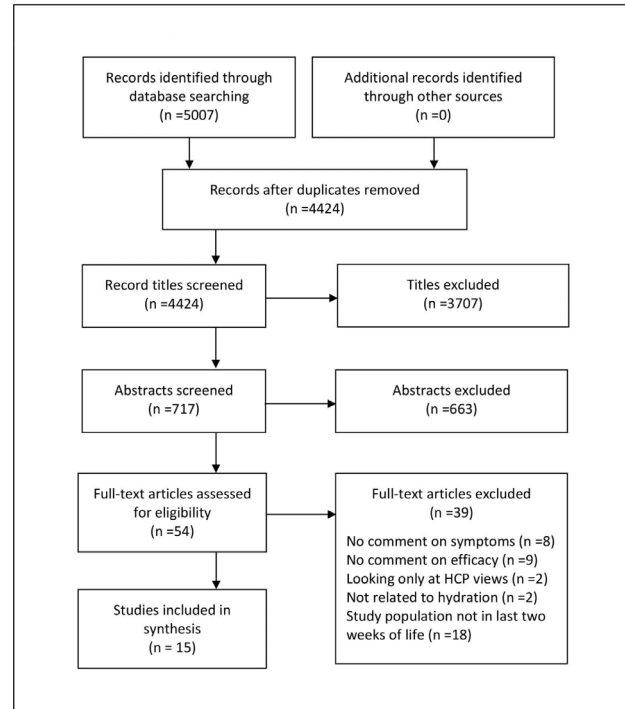 Records identified through
database searching
(n =5007)
Additional records identified
through other sources
(n =0)
Records after duplicates removed
(n =4424)
Record titles screened
(n =4424)
Titles excluded
(n =3707)
Abstracts screened
(n =717)
Abstracts excluded
(n =663)
Full-text articles assessed
for eligibility
(n =54)
Full-text articles excluded
(n =39)
No comment on symptoms (n =8)
No comment on efficacy (n =9)
Looking only at HCP views (n =2)
Not related to hydration (n =2)
Study population not in last two
weeks of life (n =18)
Studies included in
synthesis
(n = 15)